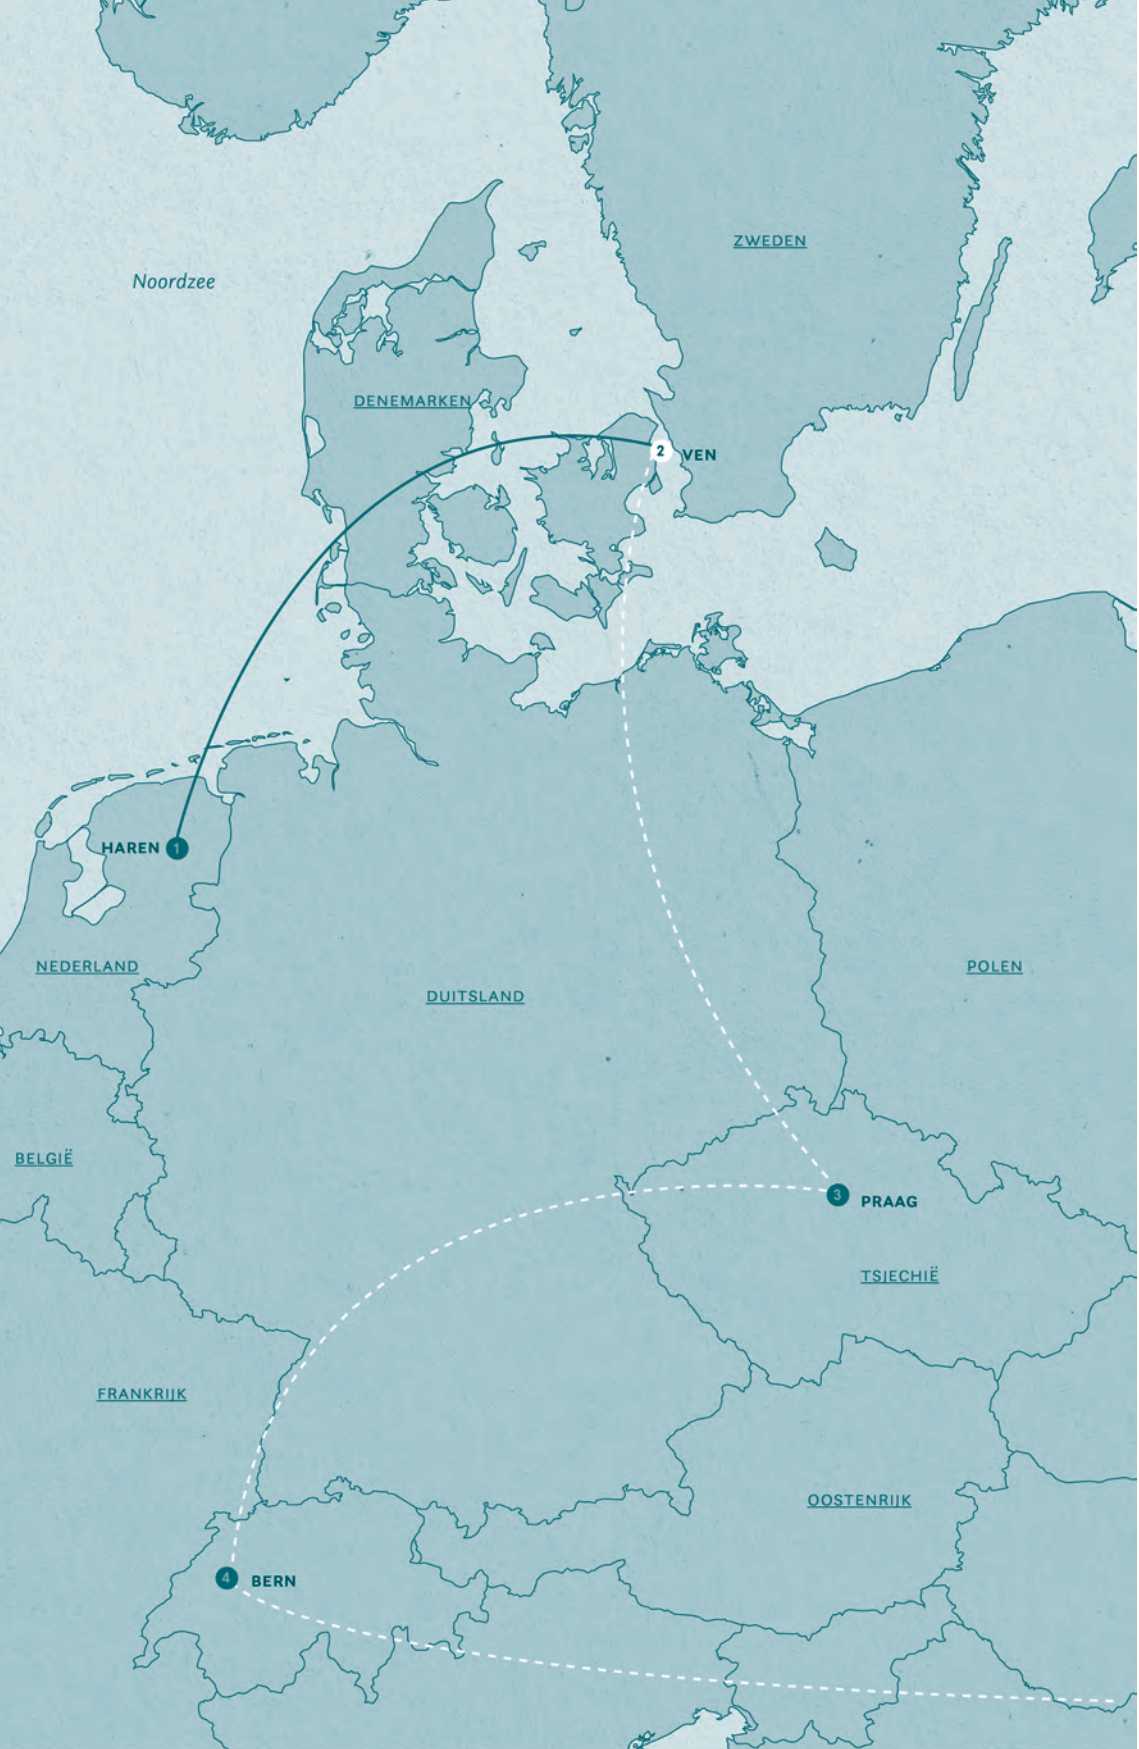 ZWEDEN
Noordzee
DENEMARKEN
2 VEN
HAREN 1
NEDERLAND
POLEN
DUITSLAND
BELGIË
3 PRAAG
TSJECHIË
FRANKRIJK
OOSTENRIJK
4 BERN